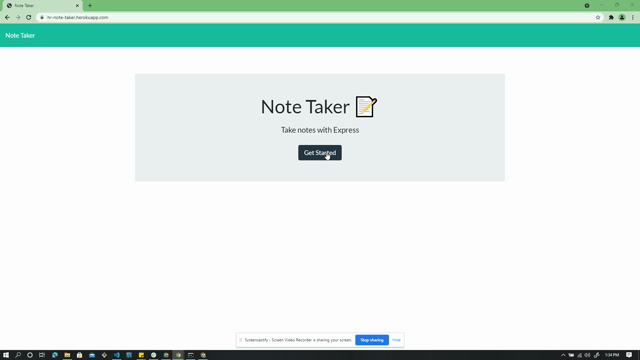 Note Taker
hr-note-taker.herokuapp.com
Note Taker
Note Taker
Take notes with Express
Get Started
Screencastify - Screen Video Recorder is sharing your screen.
Stop sharing
Hide
1:34 PM